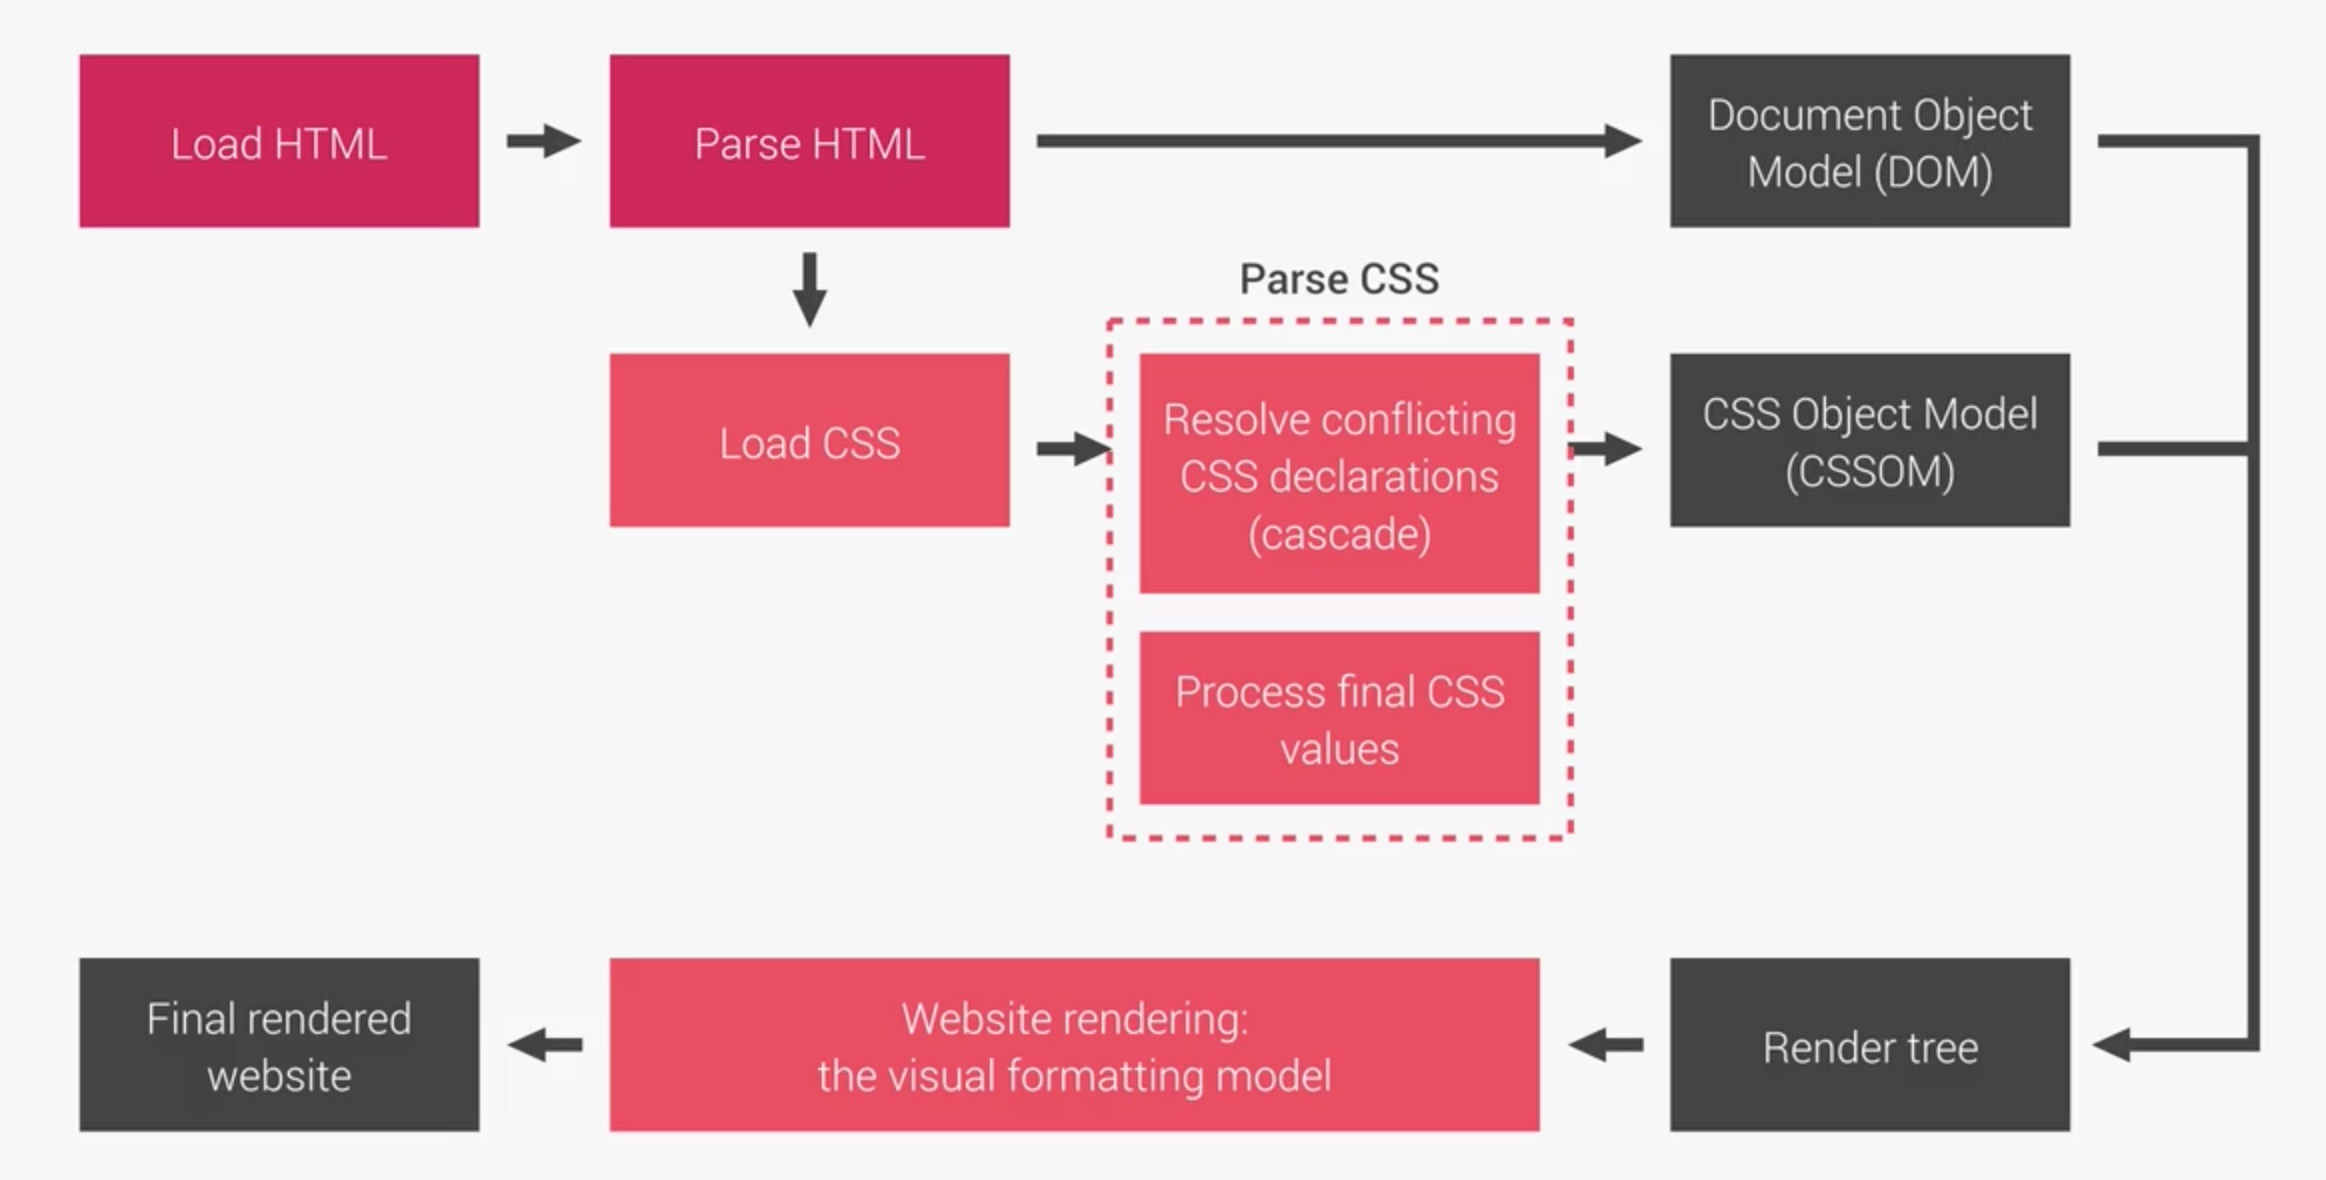 Load HTML
Parse HTML
Document Object
Model (DOM)
Parse CSS
Load CSS
Resolve conflicting
CSS declarations
(cascade)
CSS Object Model
(CSSOM)
Process final CSS
values
Final rendered
website
Website rendering:
the visual formatting model
Render tree